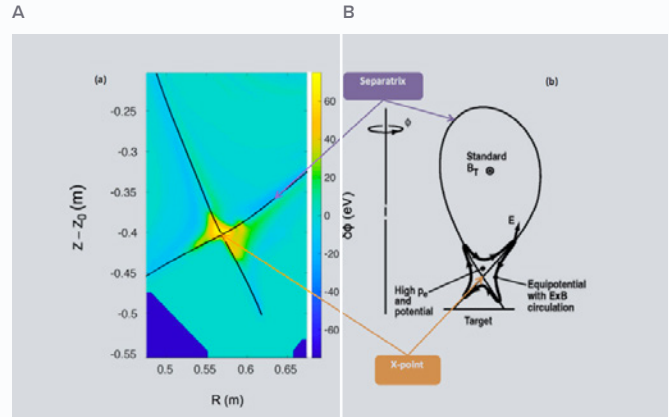 A
B
(a)
-0.25
-0.3
-0.35
-0.4
-0.45
-0.5
-0.55
0.5
0.55
0.6
0.65
R (m)
Z – Z₀ (m)
60
40
20
0
-20
-40
-60
δϕ (eV)
Separatrix
X-point
(b)
ϕ
Standard
B_T
E
High pₑ
and
potential
Equipotential
with ExB
circulation
Target